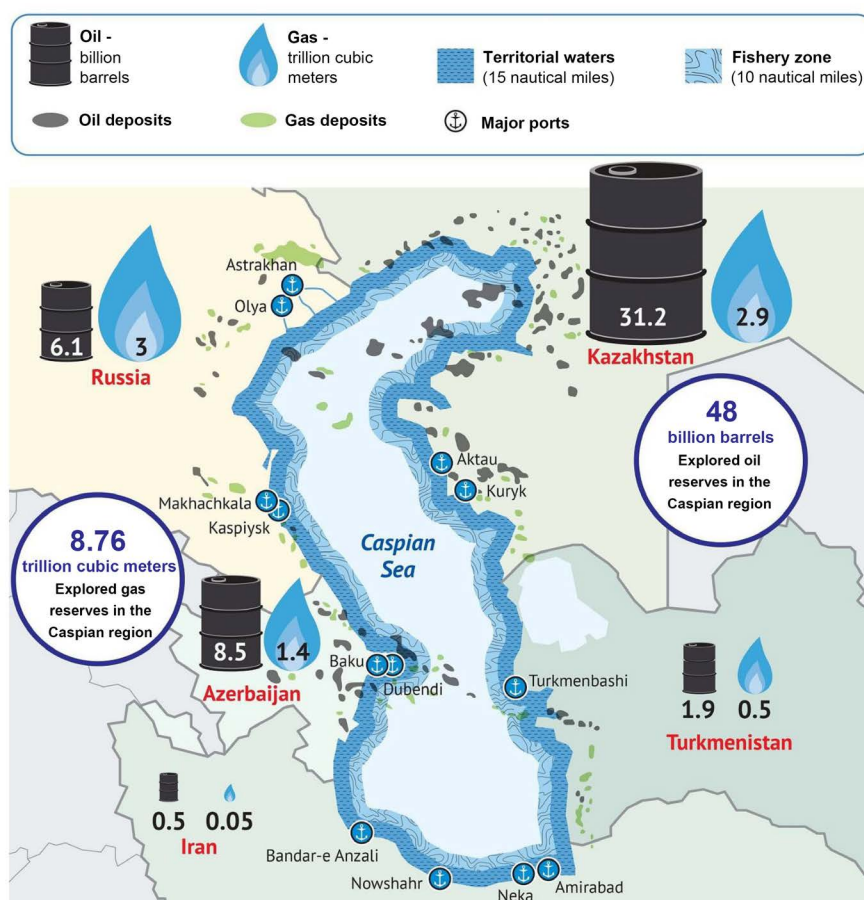 Oil -
billion
barrels
Gas -
trillion cubic
meters
Territorial waters
(15 nautical miles)
Fishery zone
(10 nautical miles)
Oil deposits
Gas deposits
Major ports
Astrakhan
Olya
6.1
3
Russia
31.2
2.9
Kazakhstan
48
billion barrels
Explored oil
reserves in the
Caspian region
Aktau
Kuryk
Makhachkala
Kaspiysk
8.76
trillion cubic meters
Explored gas
reserves in the
Caspian region
Caspian
Sea
8.5
1.4
Azerbaijan
Baku
Dubendi
Turkmenbashi
1.9
0.5
Turkmenistan
0.5
0.05
Iran
Bandar-e Anzali
Nowshahr
Neka
Amirabad